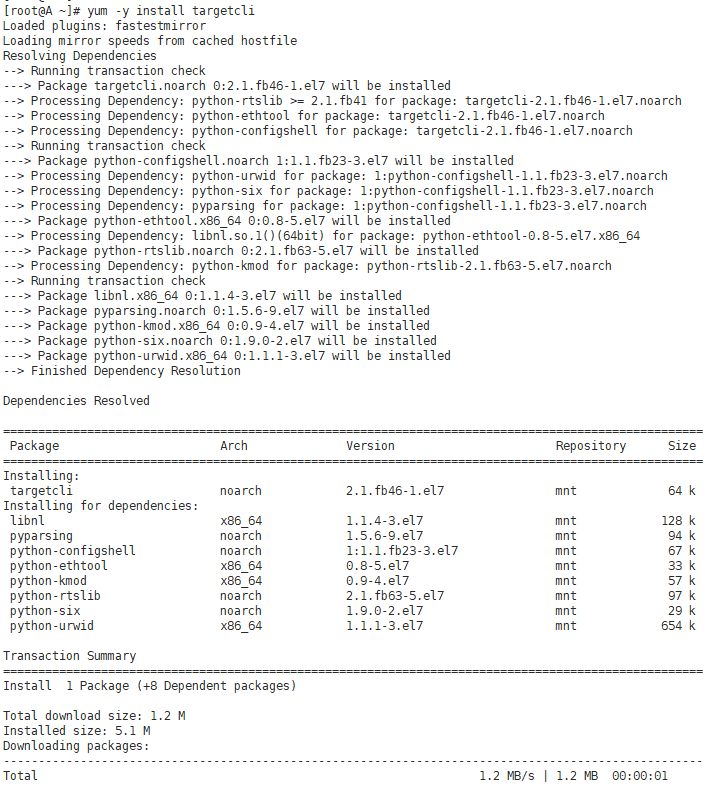 [root@A ~]# yum -y install targetcli
Loaded plugins: fastestmirror
Loading mirror speeds from cached hostfile
Resolving Dependencies
--> Running transaction check
---> Package targetcli.noarch 0:2.1.fb46-1.el7 will be installed
--> Processing Dependency: python-rtslib >= 2.1.fb41 for package: targetcli-2.1.fb46-1.el7.noarch
--> Processing Dependency: python-ethtool for package: targetcli-2.1.fb46-1.el7.noarch
--> Processing Dependency: python-configshell for package: targetcli-2.1.fb46-1.el7.noarch
--> Running transaction check
---> Package python-configshell.noarch 1:1.1.fb23-3.el7 will be installed
--> Processing Dependency: python-urwid for package: 1:python-configshell-1.1.fb23-3.el7.noarch
--> Processing Dependency: python-six for package: 1:python-configshell-1.1.fb23-3.el7.noarch
--> Processing Dependency: pyparsing for package: 1:python-configshell-1.1.fb23-3.el7.noarch
---> Package python-ethtool.x86_64 0:0.8-5.el7 will be installed
--> Processing Dependency: libnl.so.1()(64bit) for package: python-ethtool-0.8-5.el7.x86_64
---> Package python-rtslib.noarch 0:2.1.fb63-5.el7 will be installed
--> Processing Dependency: python-kmod for package: python-rtslib-2.1.fb63-5.el7.noarch
--> Running transaction check
---> Package libnl.x86_64 0:1.1.4-3.el7 will be installed
---> Package pyparsing.noarch 0:1.5.6-9.el7 will be installed
---> Package python-kmod.x86_64 0:0.9-4.el7 will be installed
---> Package python-six.noarch 0:1.9.0-2.el7 will be installed
---> Package python-urwid.x86_64 0:1.1.1-3.el7 will be installed
--> Finished Dependency Resolution

Dependencies Resolved

====================================================================================================
 Package                       Arch              Version                       Repository      Size
====================================================================================================
Installing:
 targetcli                     noarch            2.1.fb46-1.el7                mnt             64 k
Installing for dependencies:
 libnl                         x86_64            1.1.4-3.el7                   mnt            128 k
 pyparsing                     noarch            1.5.6-9.el7                   mnt             94 k
 python-configshell            noarch            1:1.1.fb23-3.el7              mnt             67 k
 python-ethtool                x86_64            0.8-5.el7                     mnt             33 k
 python-kmod                   x86_64            0.9-4.el7                     mnt             57 k
 python-rtslib                 noarch            2.1.fb63-5.el7                mnt             97 k
 python-six                    noarch            1.9.0-2.el7                   mnt             29 k
 python-urwid                  x86_64            1.1.1-3.el7                   mnt            654 k

Transaction Summary
====================================================================================================
Install  1 Package (+8 Dependent packages)

Total download size: 1.2 M
Installed size: 5.1 M
Downloading packages:
----------------------------------------------------------------------------------------------------
Total                                                               1.2 MB/s | 1.2 MB  00:00:01